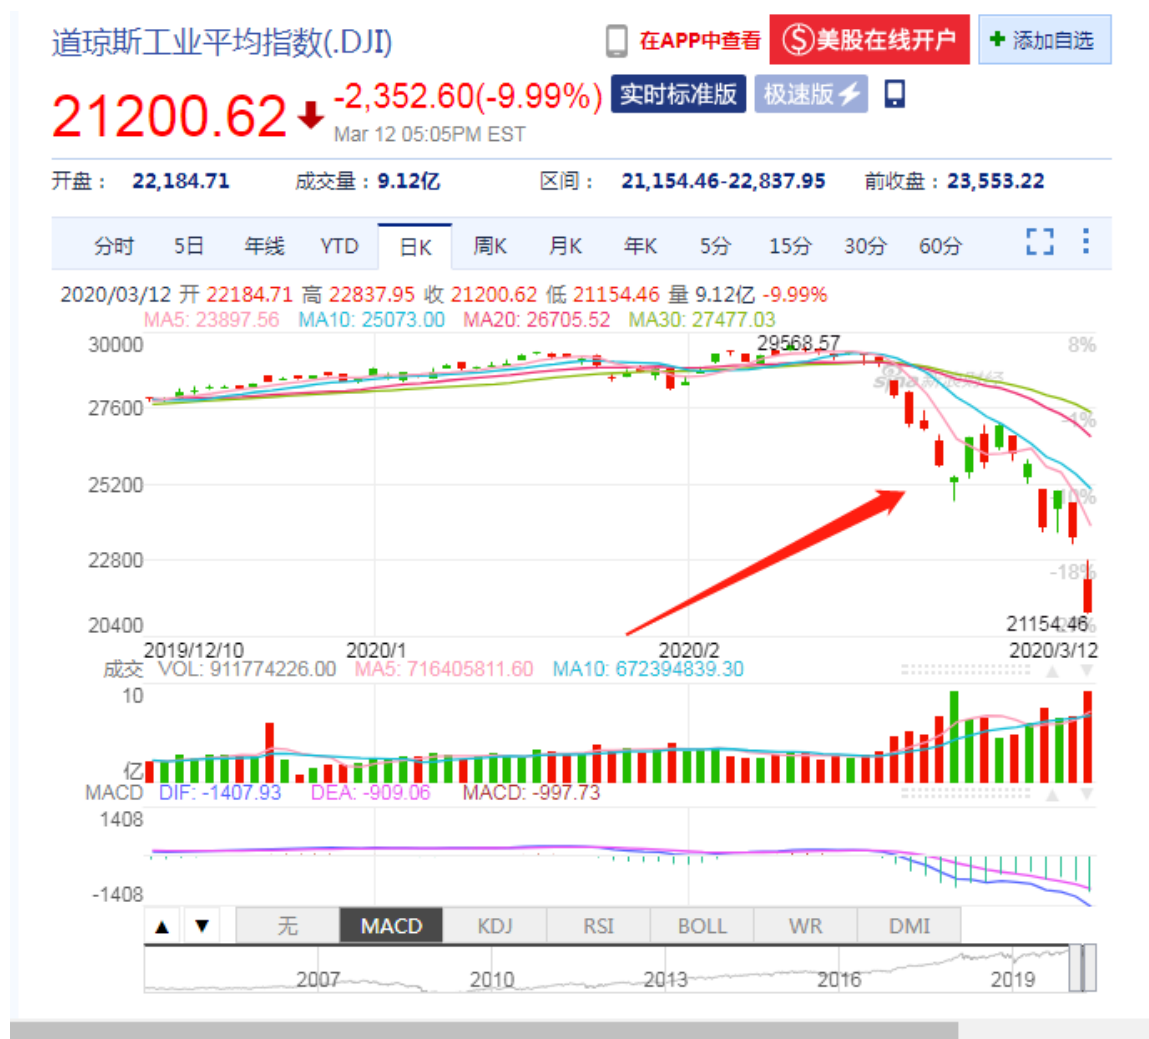 道琼斯工业平均指数(.DJI)
在APP中查看
美股在线开户
添加自选
21200.62
-2,352.60(-9.99%)
实时标准版
极速版
Mar 12 05:05PM EST
开盘： 22,184.71 成交量：9.12亿 区间： 21,154.46-22,837.95 前收盘：23,553.22
分时 5日 年线 YTD 日K 周K 月K 年K 5分 15分 30分 60分
2020/03/12 开 22184.71 高 22837.95 收 21200.62 低 21154.46 量 9.12亿 -9.99%
MA5: 23897.56 MA10: 25073.00 MA20: 26705.52 MA30: 27477.03
30000 29568.57 8%
27600 -4%
25200 -10%
22800 -18%
20400 21154.46
2019/12/10 2020/1 2020/2 2020/3/12
成交 VOL: 911774226.00 MA5: 716405811.60 MA10: 672394839.30
10
亿
MACD DIF: -1407.93 DEA: -909.06 MACD: -997.73
1408
-1408
▲ ▼ 无 MACD KDJ RSI BOLL WR DMI
2007 2010 2013 2016 2019